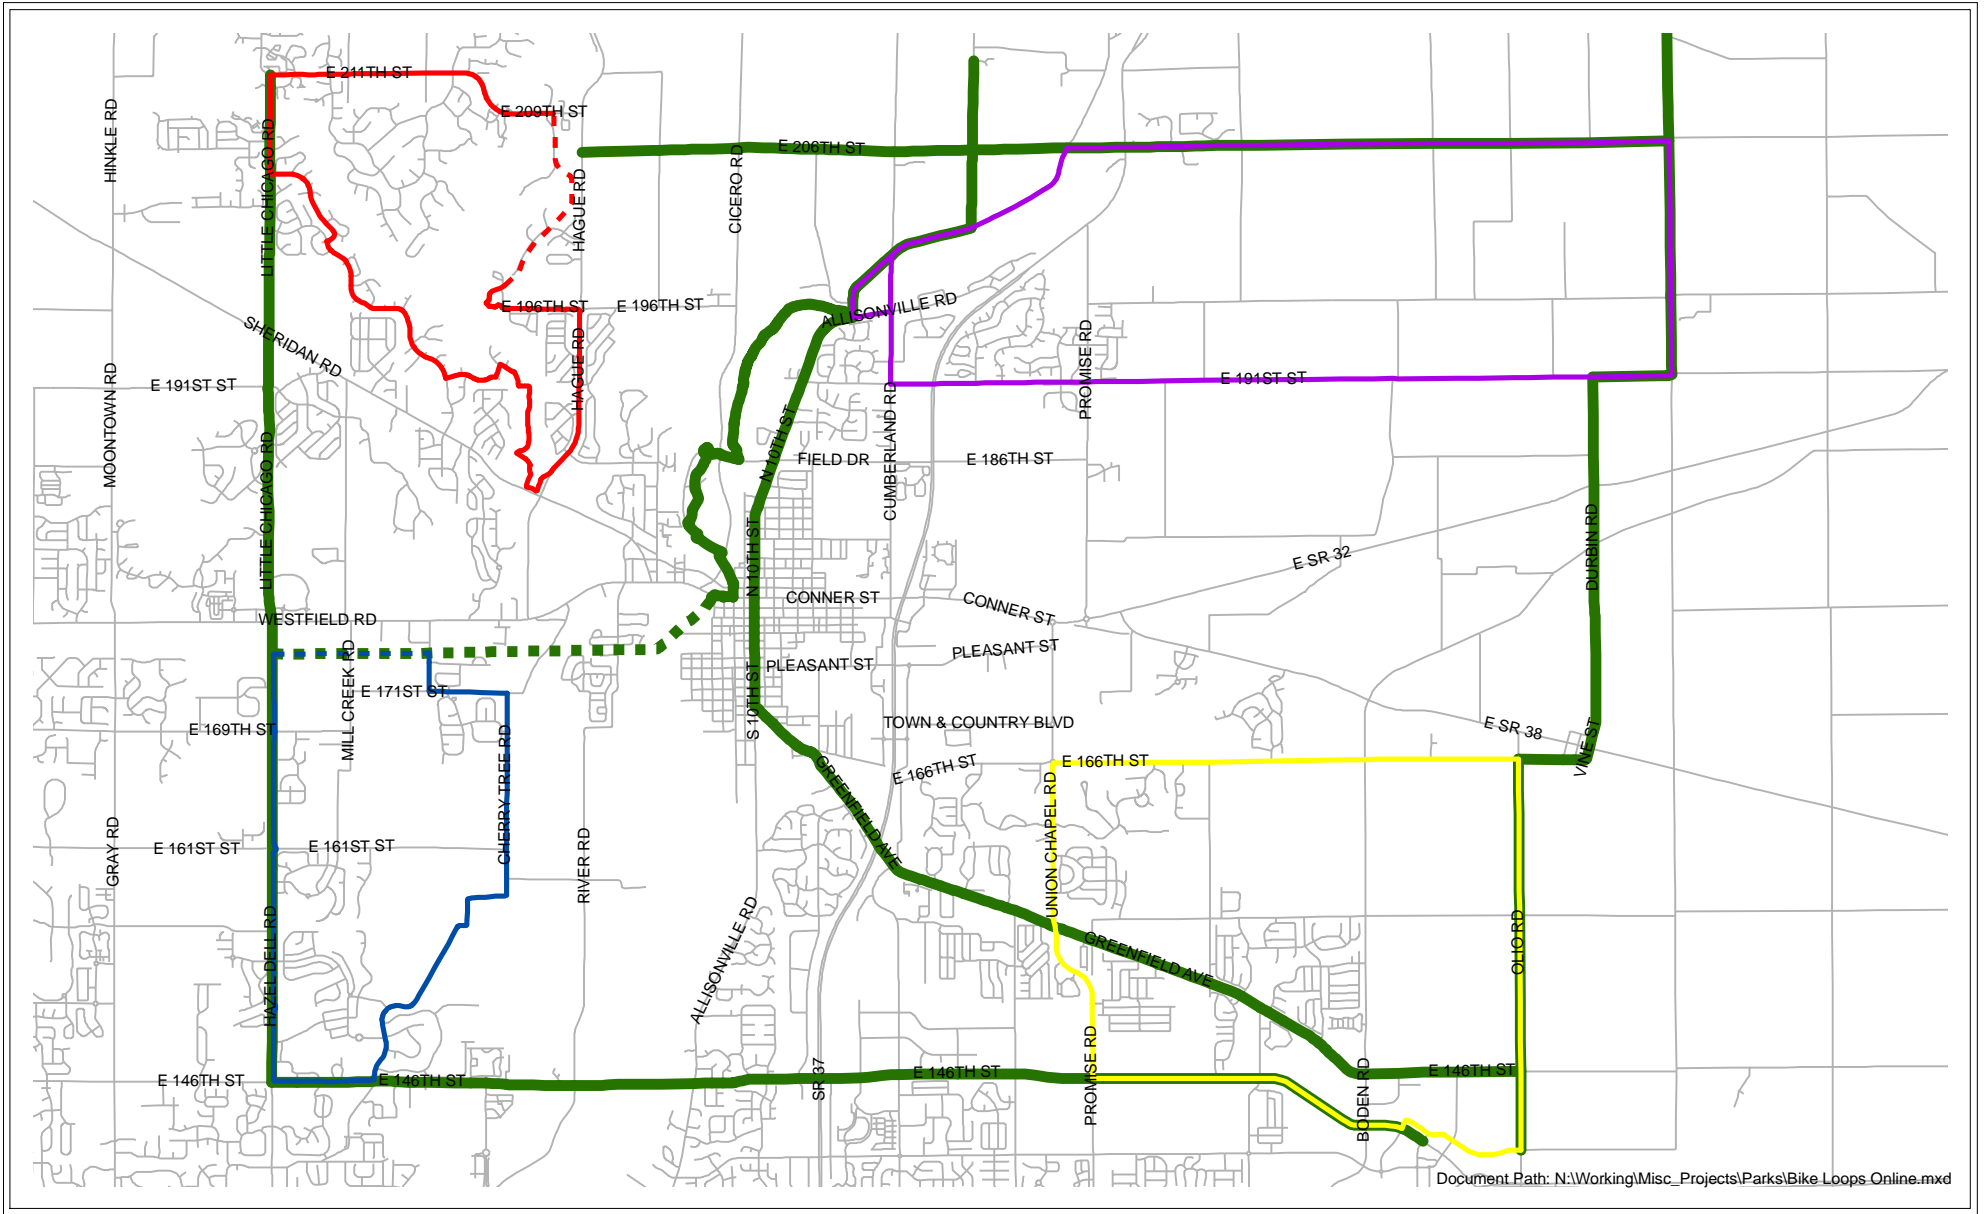 E 211TH ST
E 209TH ST
HINKLE RD
LITTLE CHICAGO RD
HAGUE RD
CICERO RD
E 206TH ST
E 196TH ST
E 196TH ST
ALLISONVILLE RD
SHERIDAN RD
HAGUE RD
PROMISE RD
MOONTOWN RD
E 191ST ST
E 191ST ST
CUMBERLAND RD
N 10TH ST
FIELD DR
E 186TH ST
LITTLE CHICAGO RD
N 10TH ST
DURBIN RD
E SR 32
CONNER ST
CONNER ST
WESTFIELD RD
PLEASANT ST
PLEASANT ST
MILL CREEK RD
E 171ST ST
S 10TH ST
E 169TH ST
TOWN & COUNTRY BLVD
E SR 38
VINE ST
E 166TH ST
E 166TH ST
CHERRY TREE RD
GREENFIELD AVE
UNION CHAPEL RD
GRAY RD
E 161ST ST
E 161ST ST
RIVER RD
HAZEL DELL RD
ALLISONVILLE RD
GREENFIELD AVE
OLIO RD
E 146TH ST
E 146TH ST
SR 37
E 146TH ST
PROMISE RD
BODEN RD
E 146TH ST
Document Path: N:\Working\Misc_Projects\Parks\Bike Loops Online.mxd